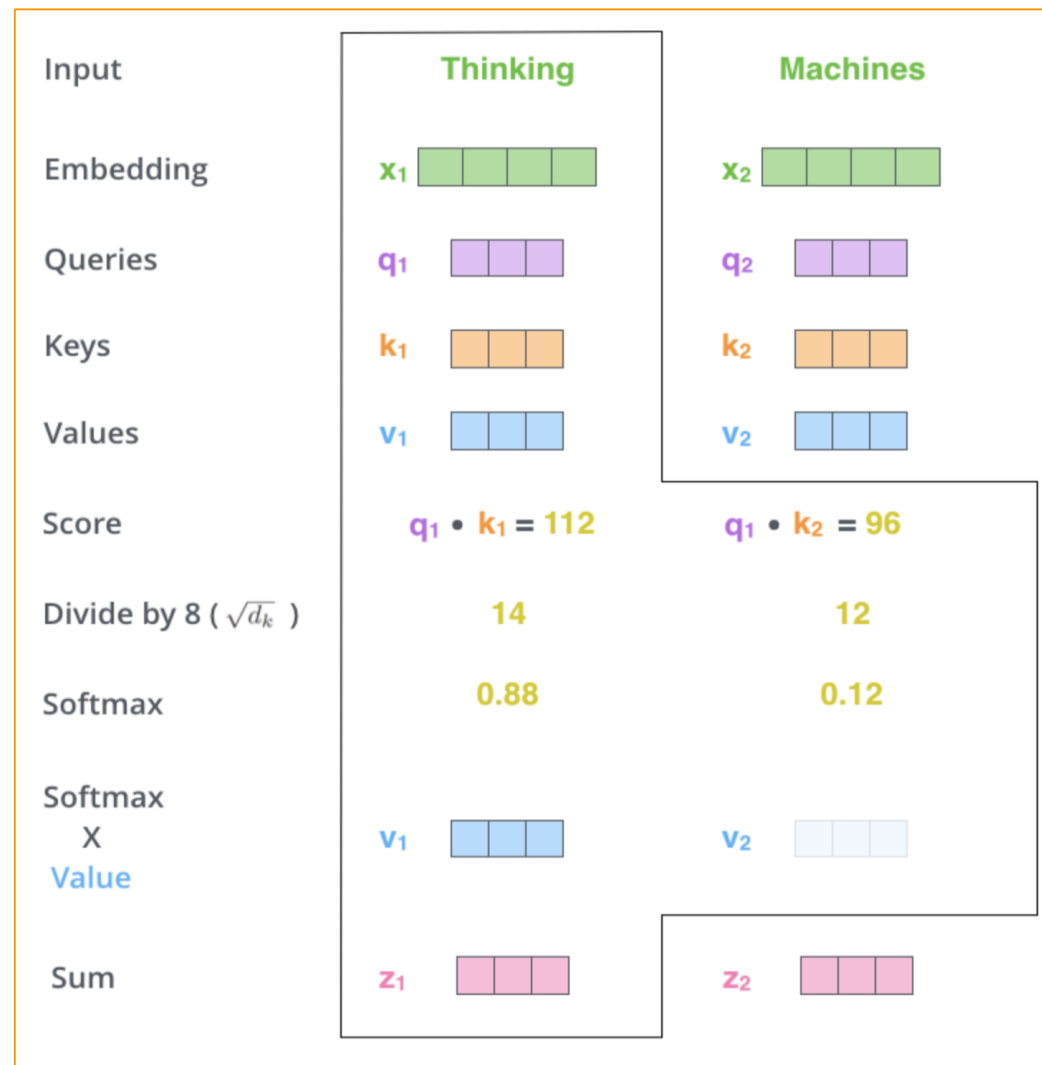 Input Thinking Machines
Embedding x₁ x₂
Queries q₁ q₂
Keys k₁ k₂
Values v₁ v₂
Score q₁ • k₁ = 112 q₁ • k₂ = 96
Divide by 8 ( √dₖ ) 14 12
Softmax 0.88 0.12
Softmax
X v₁ v₂
Value
Sum z₁ z₂